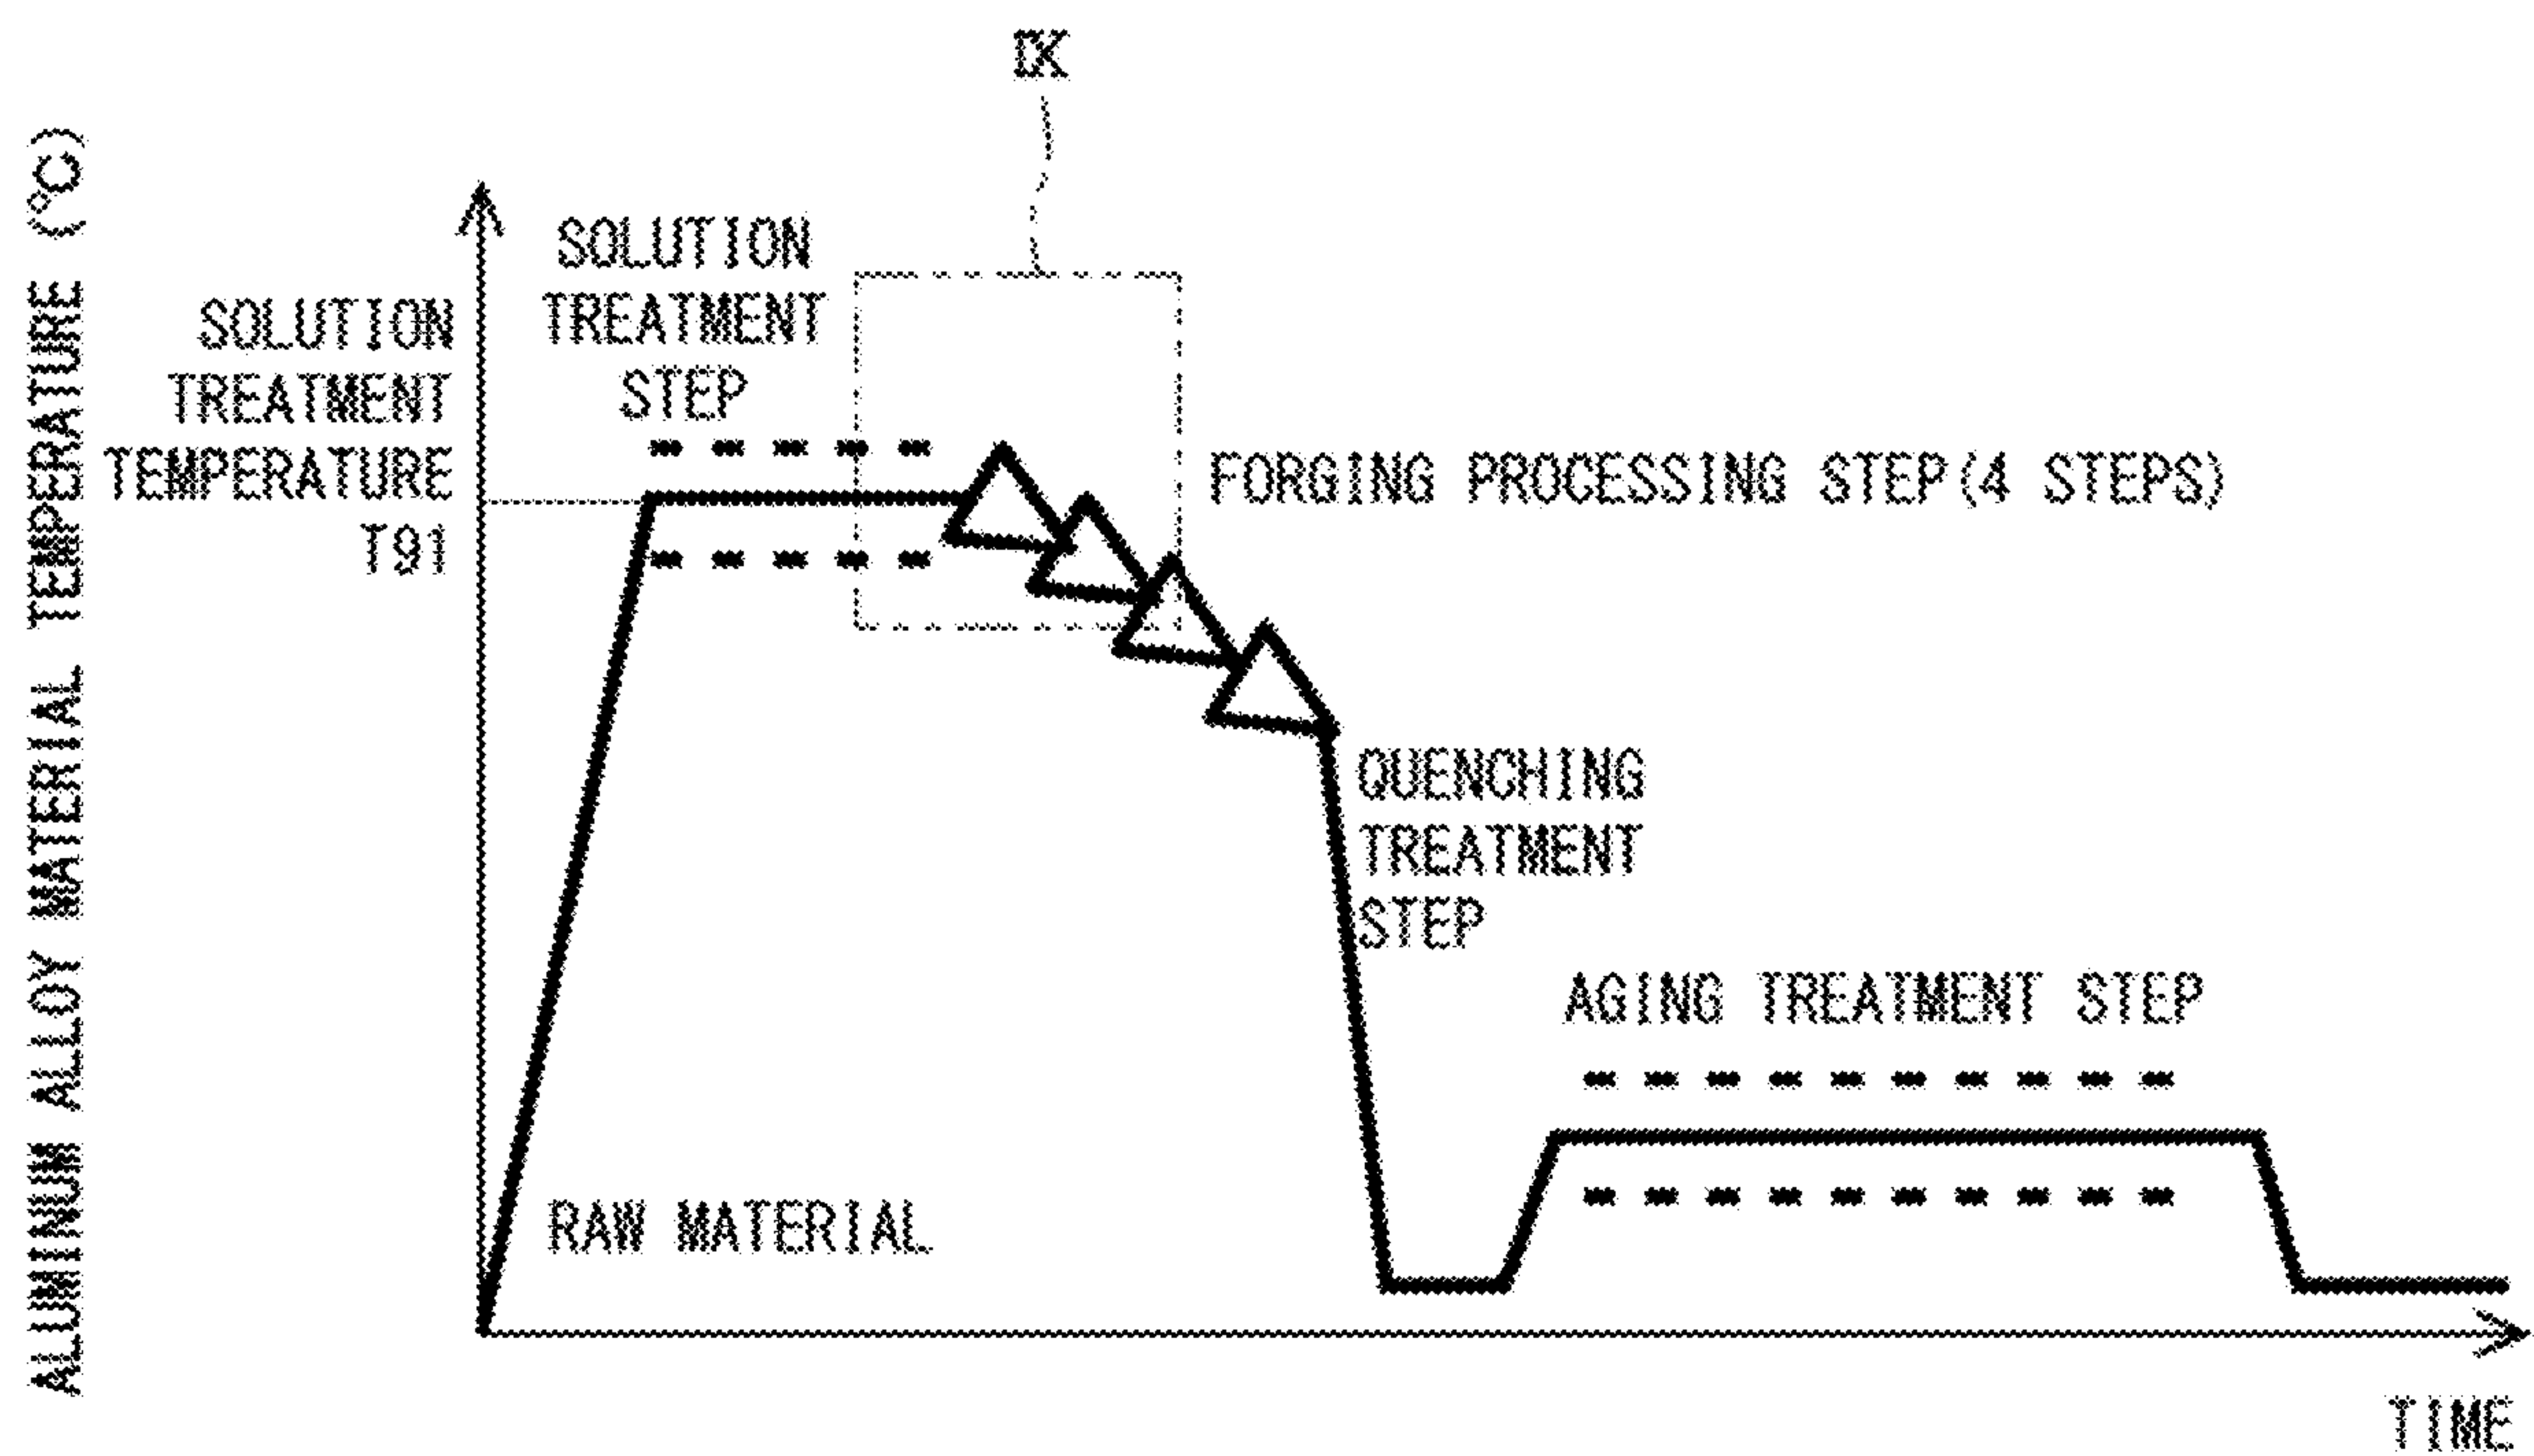 IX
ALUMINUM ALLOY MATERIAL TEMPERATURE (°C)
SOLUTION
TREATMENT
TEMPERATURE
T91
SOLUTION
TREATMENT
STEP
FORGING PROCESSING STEP(4 STEPS)
QUENCHING
TREATMENT
STEP
AGING TREATMENT STEP
RAW MATERIAL
TIME